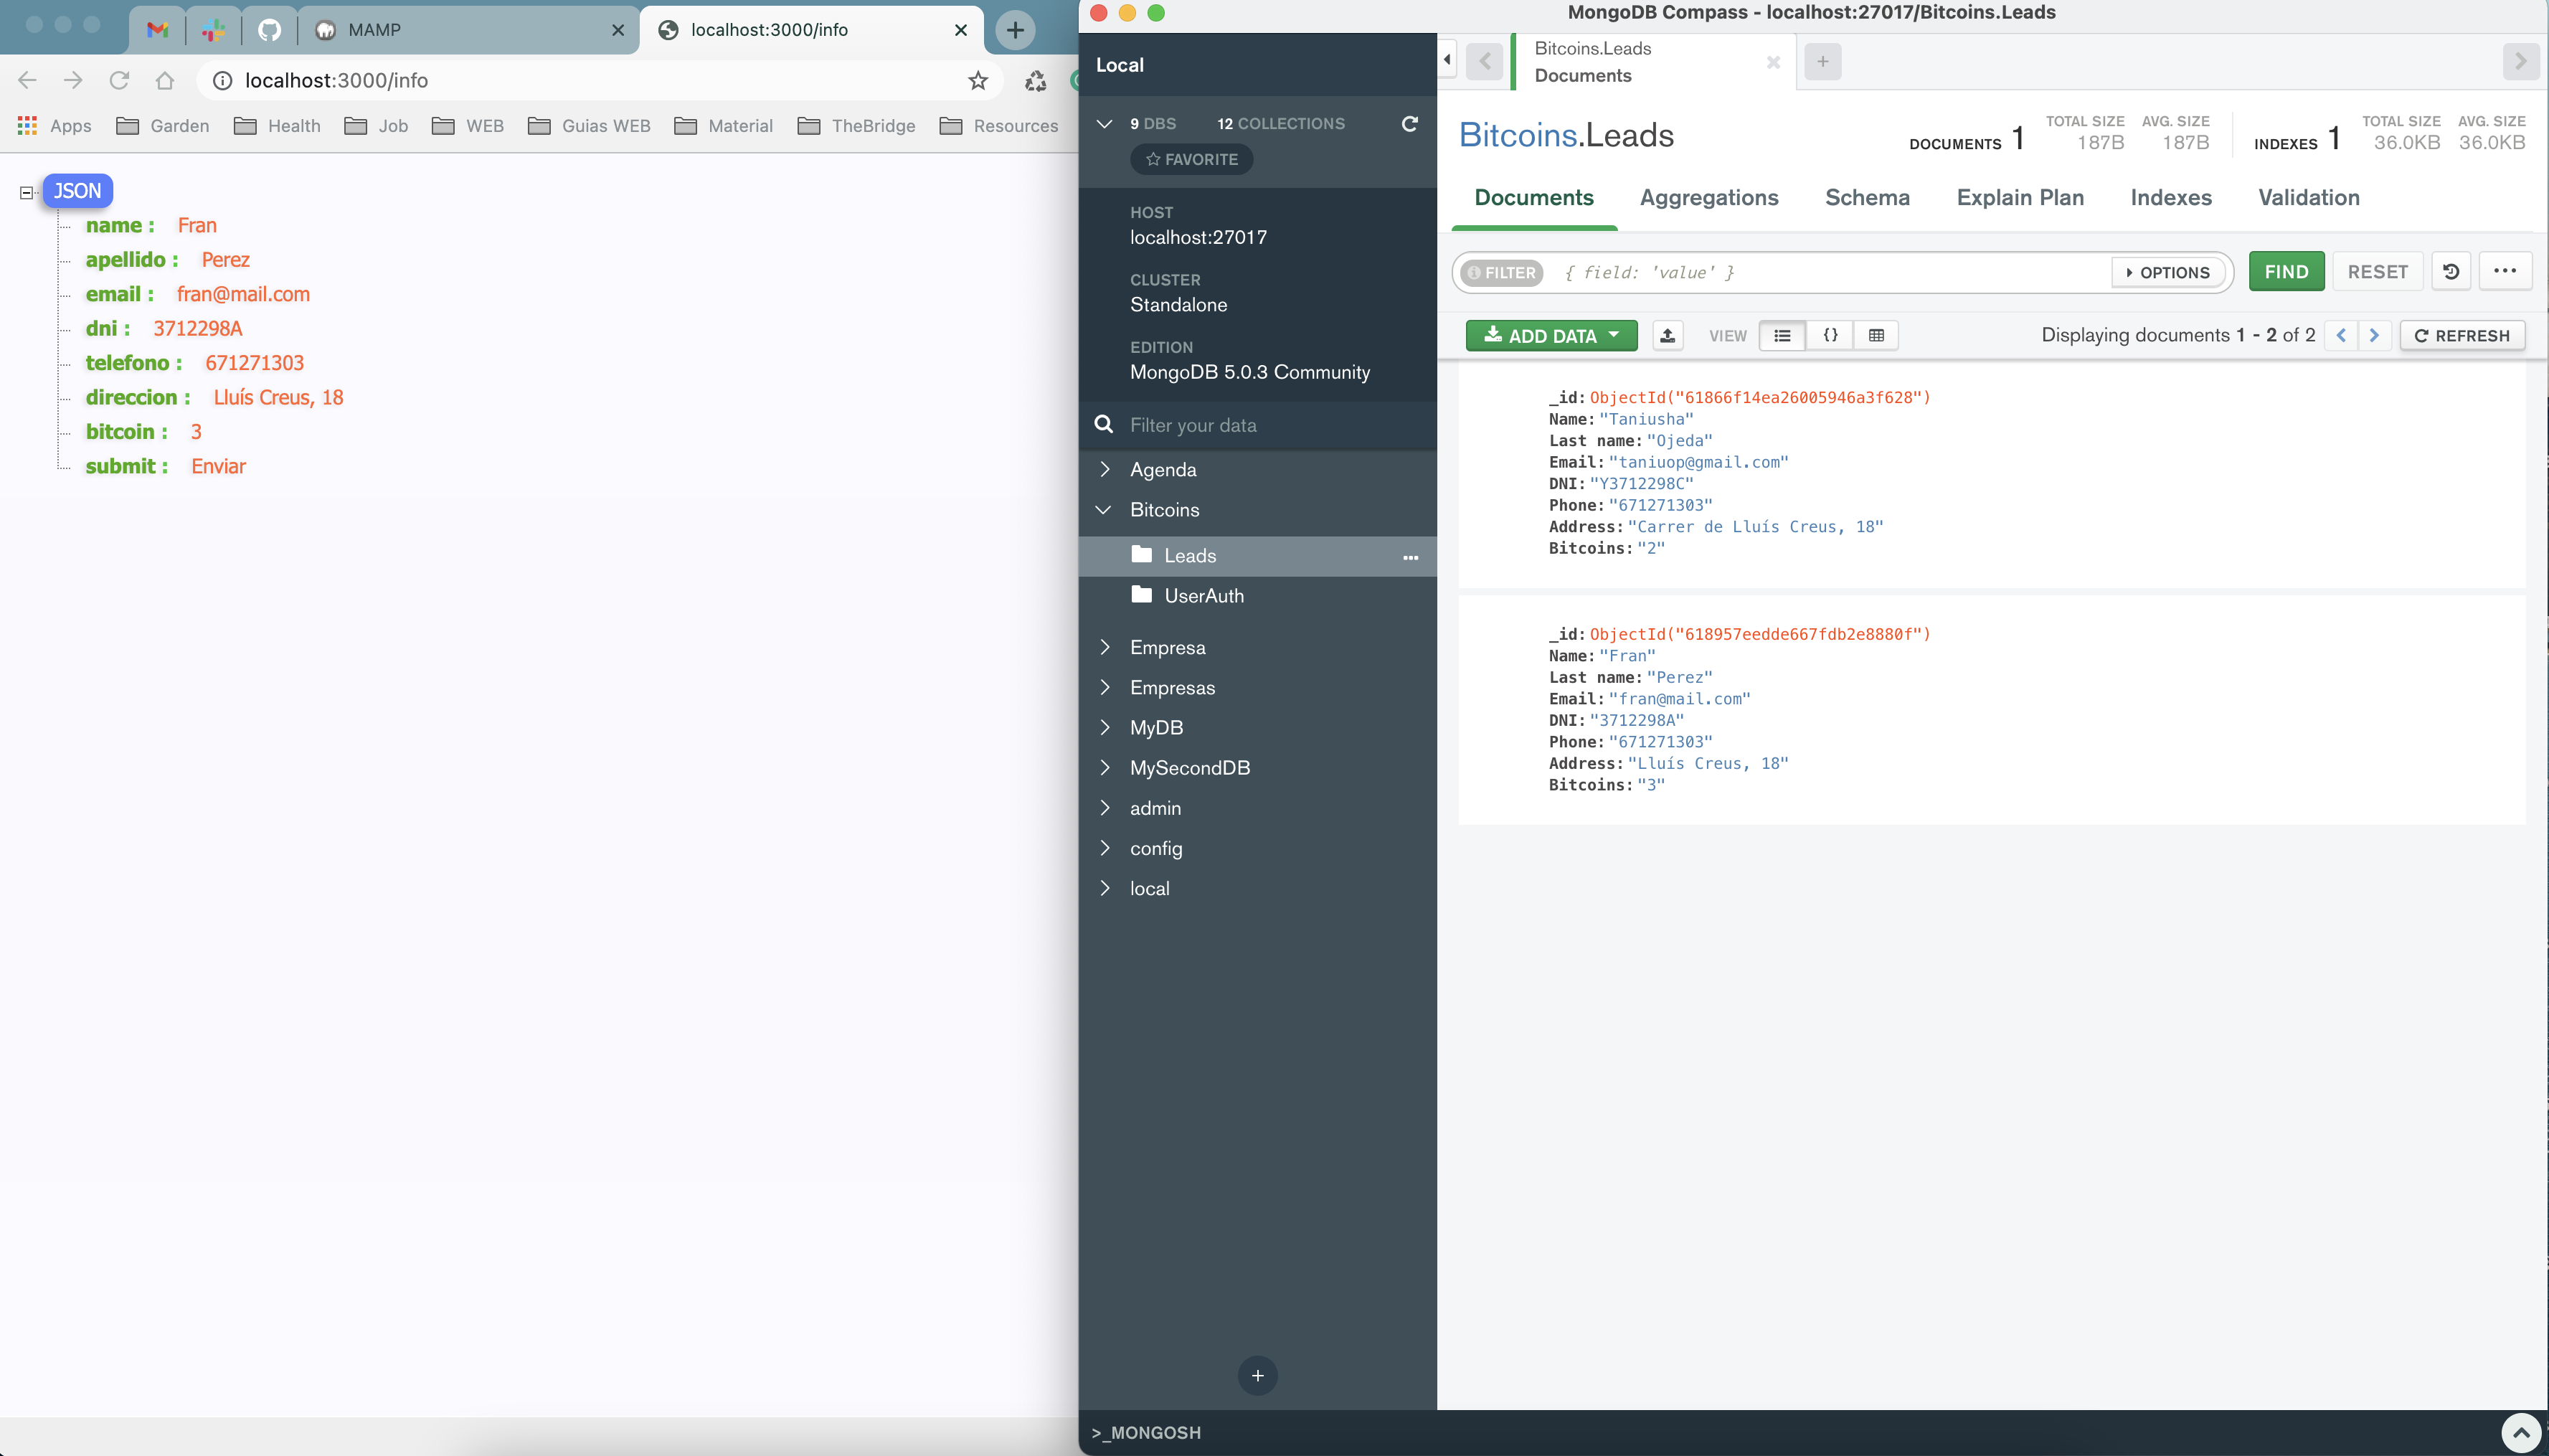 MAMP
localhost:3000/info
localhost:3000/info
Apps
Garden
Health
Job
WEB
Guias WEB
Material
TheBridge
Resources
JSON
name : Fran
apellido : Perez
email : fran@mail.com
dni : 3712298A
telefono : 671271303
direccion : Lluís Creus, 18
bitcoin : 3
submit : Enviar
MongoDB Compass - localhost:27017/Bitcoins.Leads
Local
9 DBS 12 COLLECTIONS
FAVORITE
HOST
localhost:27017
CLUSTER
Standalone
EDITION
MongoDB 5.0.3 Community
Filter your data
Agenda
Bitcoins
Leads
UserAuth
Empresa
Empresas
MyDB
MySecondDB
admin
config
local
>_MONGOSH
Bitcoins.Leads
Documents
Bitcoins.Leads
DOCUMENTS 1 TOTAL SIZE 187B AVG. SIZE 187B
INDEXES 1 TOTAL SIZE 36.0KB AVG. SIZE 36.0KB
Documents Aggregations Schema Explain Plan Indexes Validation
FILTER { field: 'value' } OPTIONS FIND RESET
ADD DATA VIEW {} Displaying documents 1 - 2 of 2 REFRESH
_id: ObjectId("61866f14ea26005946a3f628")
Name: "Taniusha"
Last name: "Ojeda"
Email: "taniuop@gmail.com"
DNI: "Y3712298C"
Phone: "671271303"
Address: "Carrer de Lluís Creus, 18"
Bitcoins: "2"
_id: ObjectId("618957eedde667fdb2e8880f")
Name: "Fran"
Last name: "Perez"
Email: "fran@mail.com"
DNI: "3712298A"
Phone: "671271303"
Address: "Lluís Creus, 18"
Bitcoins: "3"